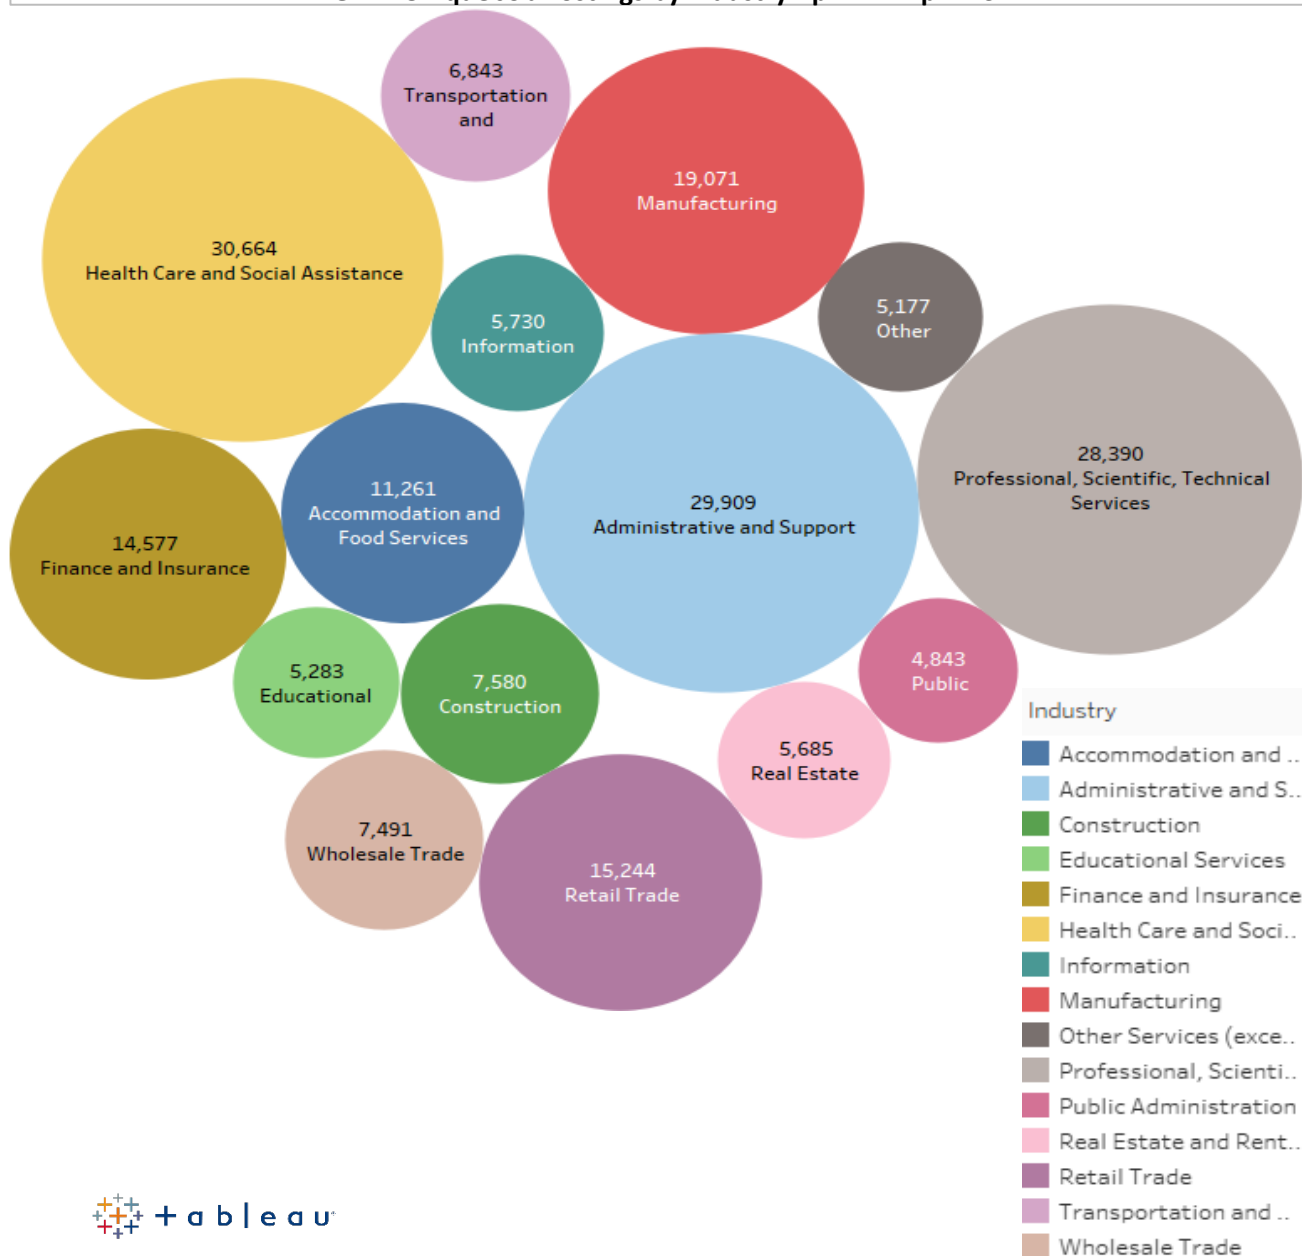 6,843
Transportation
and
19,071
Manufacturing
30,664
Health Care and Social Assistance
5,730
Information
5,177
Other
28,390
Professional, Scientific, Technical
Services
11,261
Accommodation and
Food Services
29,909
Administrative and Support
14,577
Finance and Insurance
5,283
Educational
7,580
Construction
4,843
Public
5,685
Real Estate
7,491
Wholesale Trade
15,244
Retail Trade
Industry
Accommodation and ..
Administrative and S..
Construction
Educational Services
Finance and Insurance
Health Care and Soci..
Information
Manufacturing
Other Services (exce..
Professional, Scienti..
Public Administration
Real Estate and Rent..
Retail Trade
Transportation and ..
Wholesale Trade
+ableau